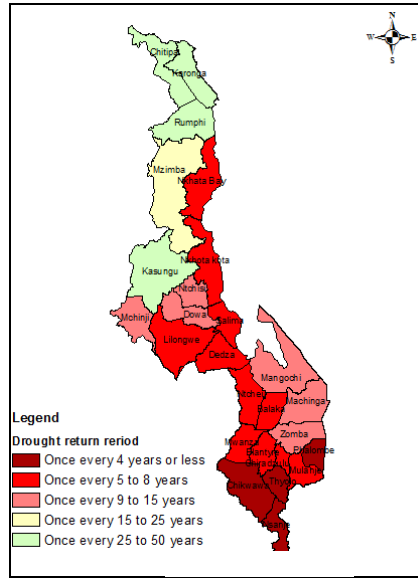 N
W E
S
Chitipa
Karonga
Rumphi
Mzimba
Nkhata Bay
Nkhota kota
Kasungu
Ntchisi
Mchinji
Dowa
Salima
Lilongwe
Dedza
Mangochi
Ntcheu
Machinga
Balaka
Zomba
Mwanza
Phalombe
Blantyre
Chiradzulu
Mulanje
Chikwawa
Thyolo
Nsanje
Legend
Drought return reriod
Once every 4 years or less
Once every 5 to 8 years
Once every 9 to 15 years
Once every 15 to 25 years
Once every 25 to 50 years